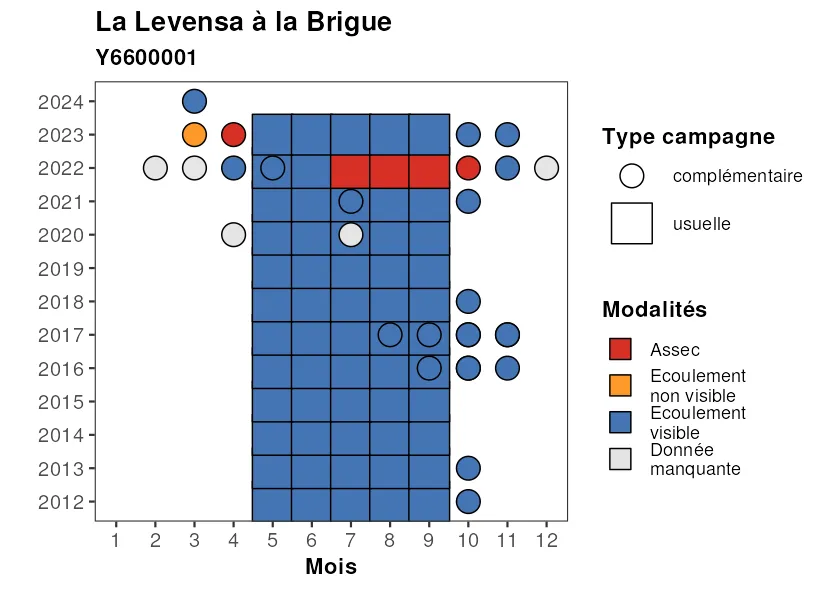 La Levensa à la Brigue
Y6600001
2024
2023
2022
2021
2020
2019
2018
2017
2016
2015
2014
2013
2012
1 2 3 4 5 6 7 8 9 10 11 12
Mois
Type campagne
complémentaire
usuelle
Modalités
Assec
Ecoulement
non visible
Ecoulement
visible
Donnée
manquante